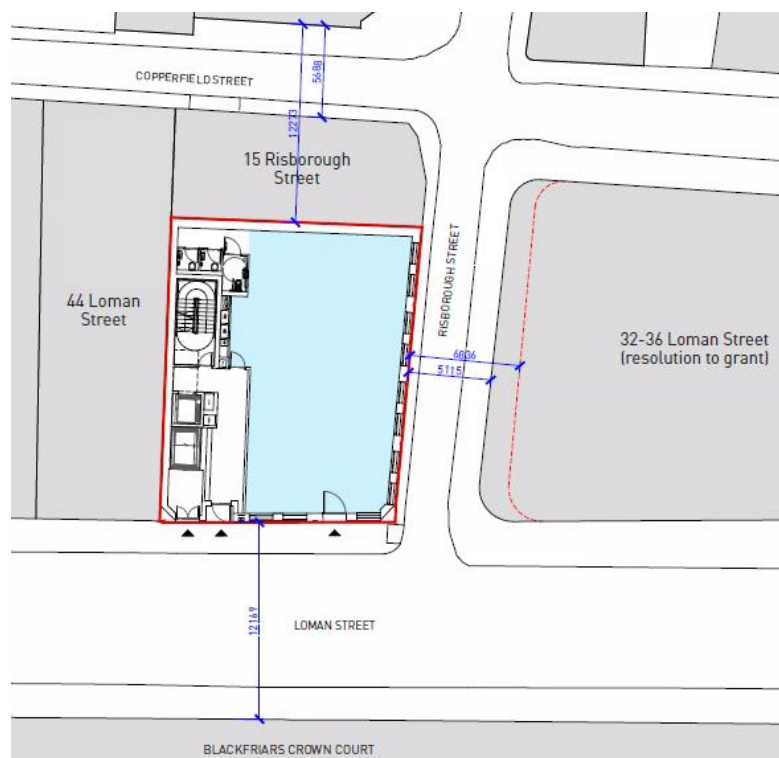 COPPERFIELD STREET
5688
12273
15 Risborough
Street
RISBOROUGH STREET
44 Loman
Street
32-36 Loman Street
(resolution to grant)
6836
5115
12169
LOMAN STREET
BLACKFRIARS CROWN COURT